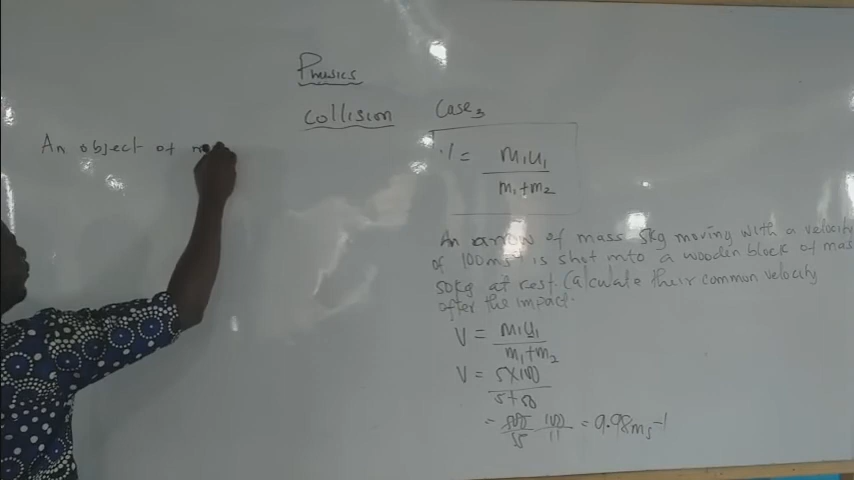 Physics
Collision Case 3
An object of m
V = M1U1
m1+m2
An arrow of mass 5kg moving with a velocity
of 100ms⁻¹ is shot into a wooden block of mas
50kg at rest. Calculate their common velocity
after the impact.
V = M1U1
m1+m2
V = 5X100
5+50
= 500 100 = 9.98ms⁻¹
55 11